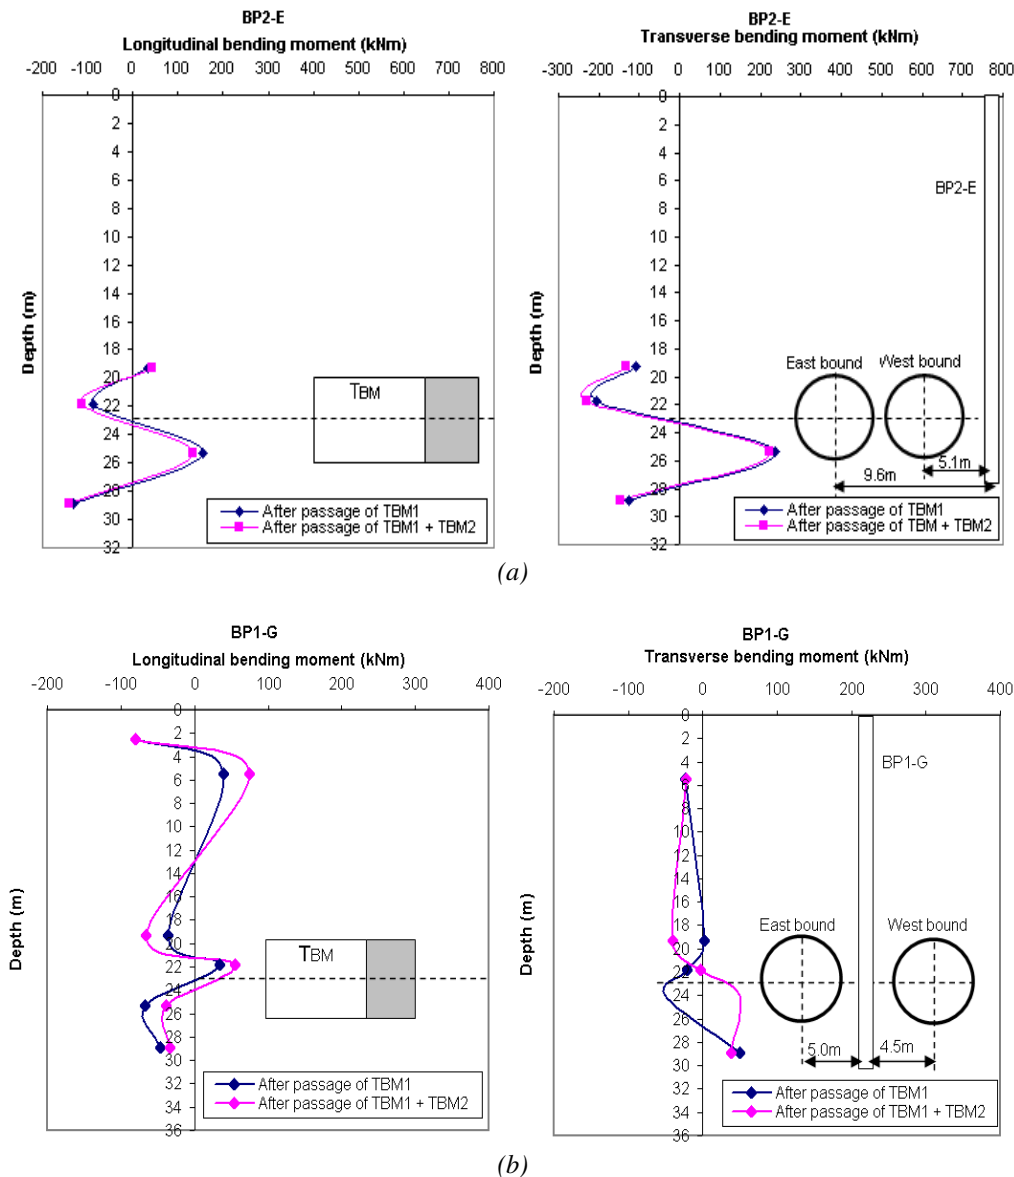 BP2-E
Longitudinal bending moment (kNm)
-200 -100 0 100 200 300 400 500 600 700 800
0
2
4
6
8
10
12
14
16
18
20
22
24
26
28
30
32
Depth (m)
TBM
After passage of TBM1
After passage of TBM1 + TBM2
BP2-E
Transverse bending moment (kNm)
-300 -200 -100 0 100 200 300 400 500 600 700 800
0
2
4
6
8
10
12
14
16
18
20
22
24
26
28
30
32
Depth (m)
BP2-E
East bound West bound
5.1m
9.6m
After passage of TBM1
After passage of TBM + TBM2
(a)
BP1-G
Longitudinal bending moment (kNm)
-200 -100 0 100 200 300 400
0
2
4
6
8
10
12
14
16
18
20
22
24
26
28
30
32
34
36
Depth (m)
TBM
After passage of TBM1
After passage of TBM1 + TBM2
BP1-G
Transverse bending moment (kNm)
-200 -100 0 100 200 300 400
0
2
4
6
8
10
12
14
16
18
20
22
24
26
28
30
32
34
36
Depth (m)
BP1-G
East bound West bound
5.0m 4.5m
After passage of TBM1
After passage of TBM1 + TBM2
(b)